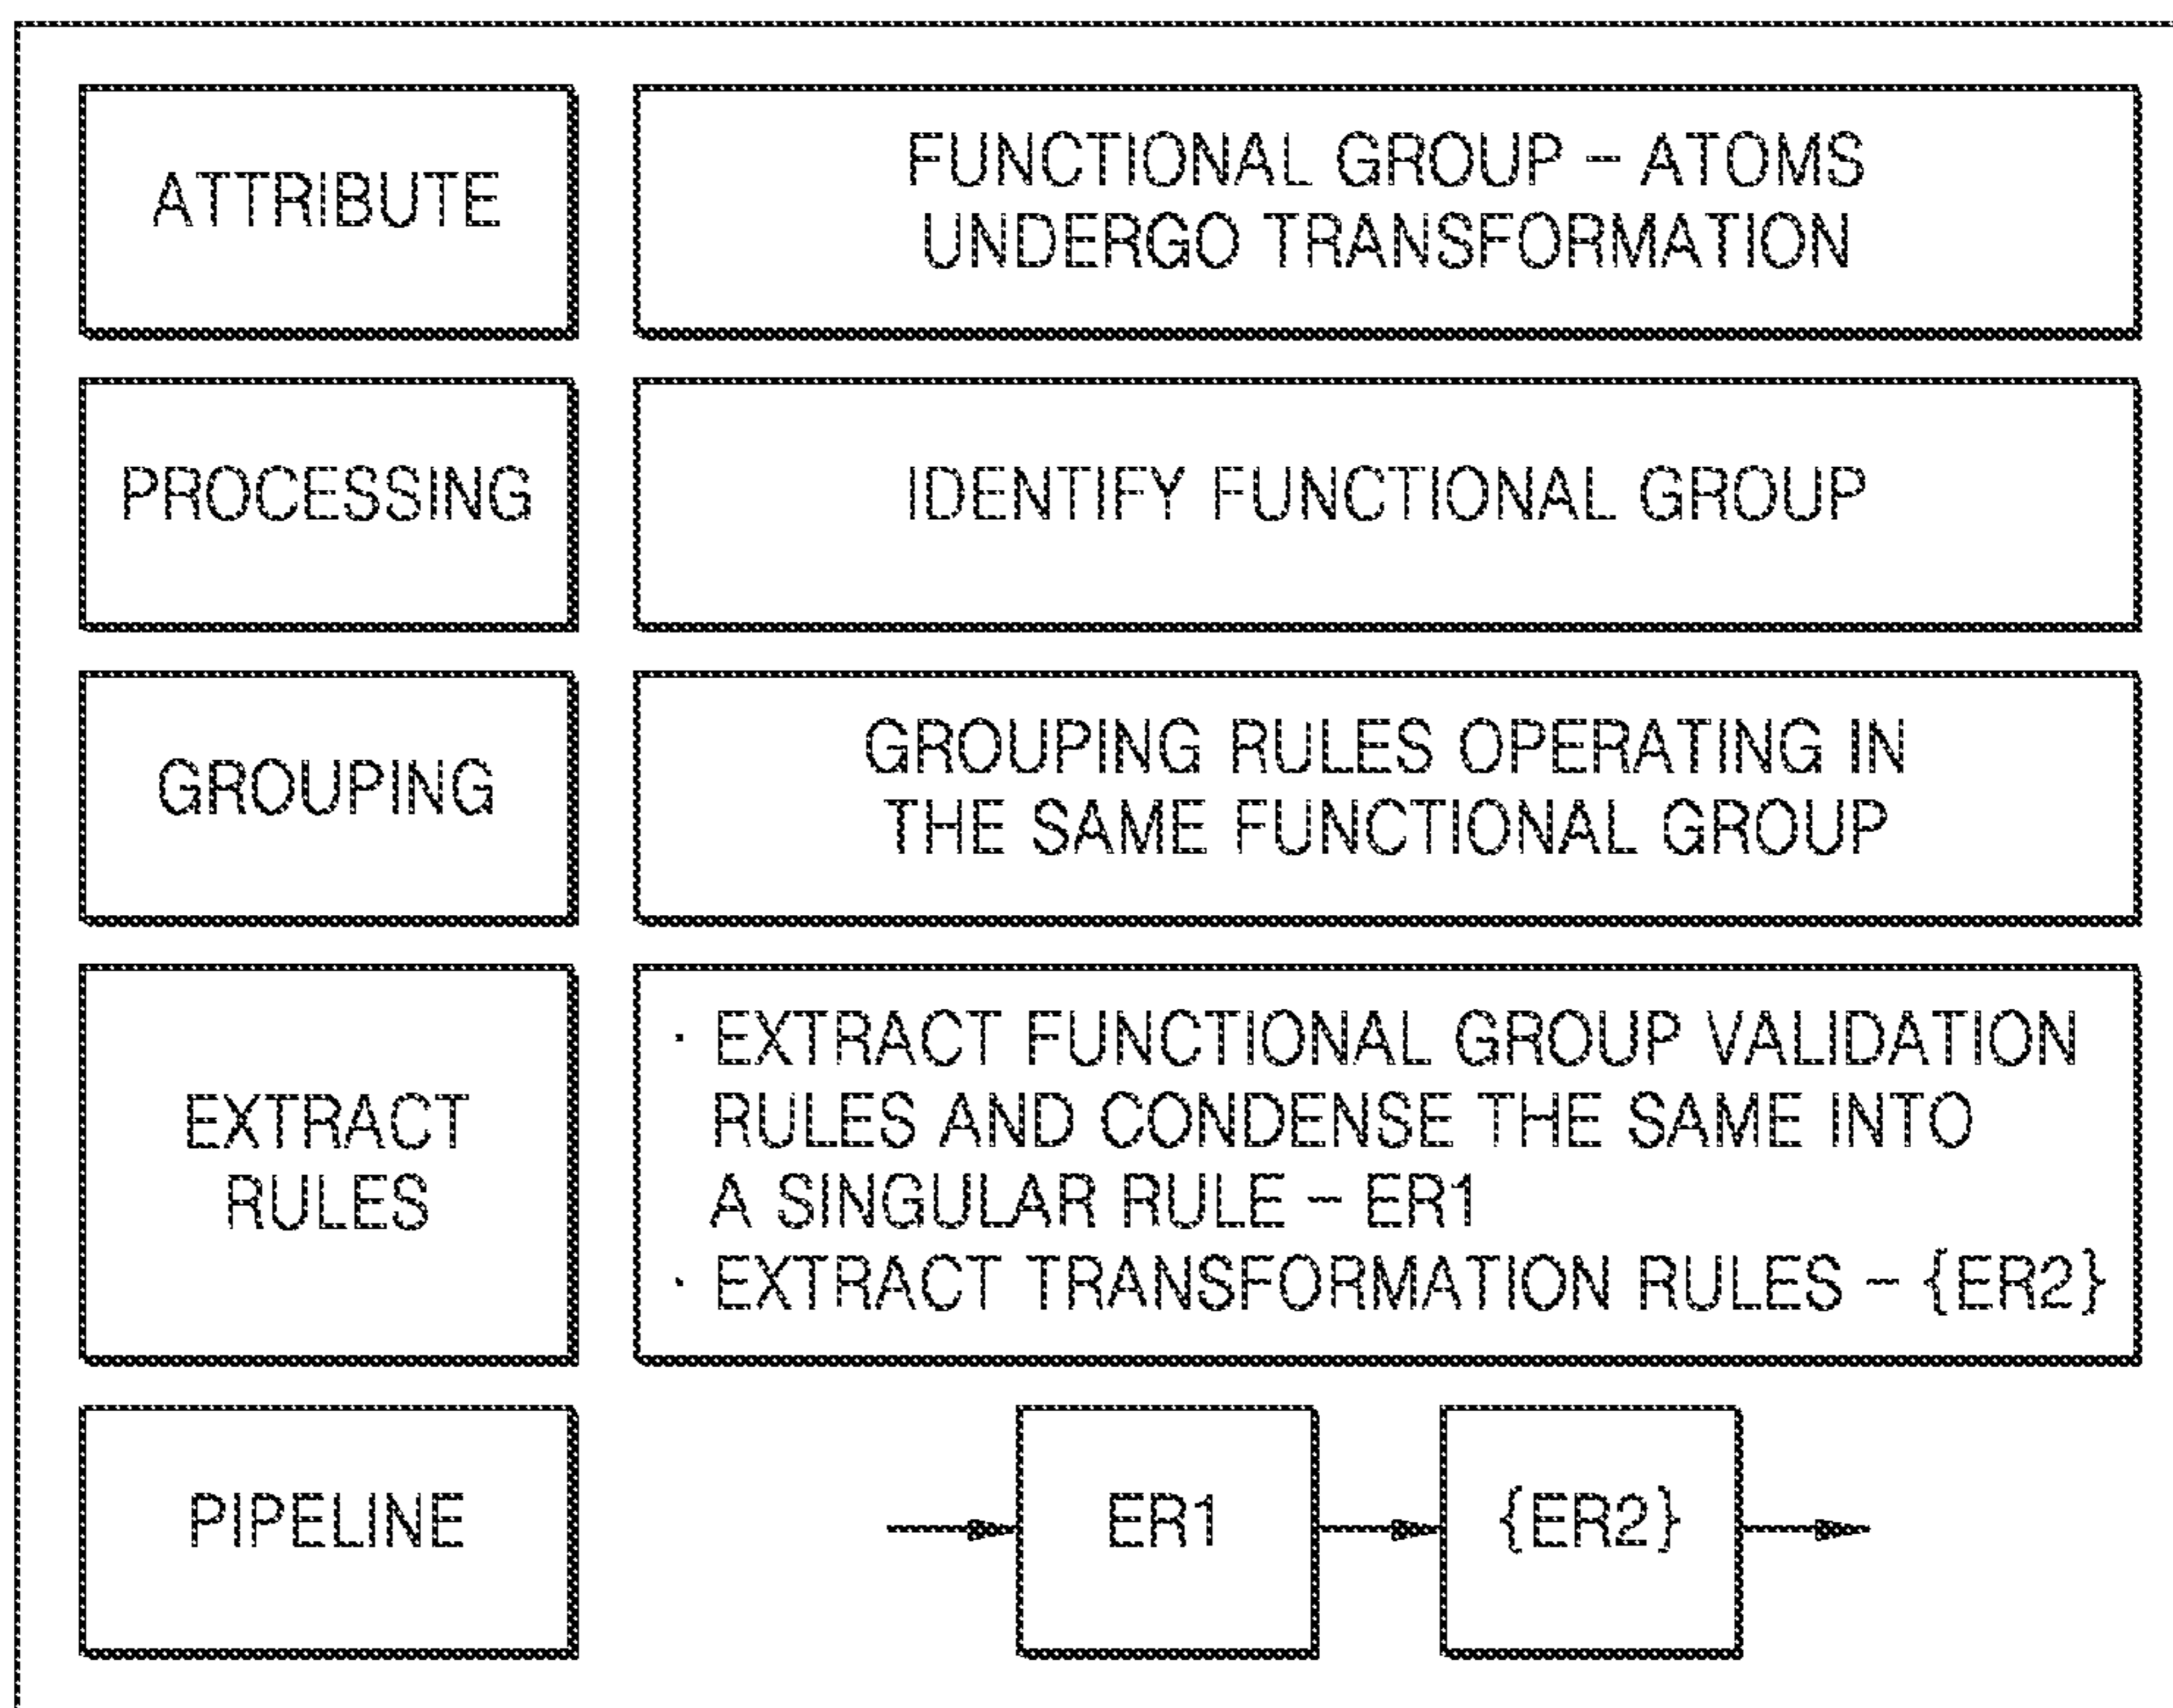 ATTRIBUTE
FUNCTIONAL GROUP – ATOMS
UNDERGO TRANSFORMATION
PROCESSING
IDENTIFY FUNCTIONAL GROUP
GROUPING
GROUPING RULES OPERATING IN
THE SAME FUNCTIONAL GROUP
EXTRACT
RULES
· EXTRACT FUNCTIONAL GROUP VALIDATION
RULES AND CONDENSE THE SAME INTO
A SINGULAR RULE – ER1
· EXTRACT TRANSFORMATION RULES – {ER2}
PIPELINE
ER1
{ER2}